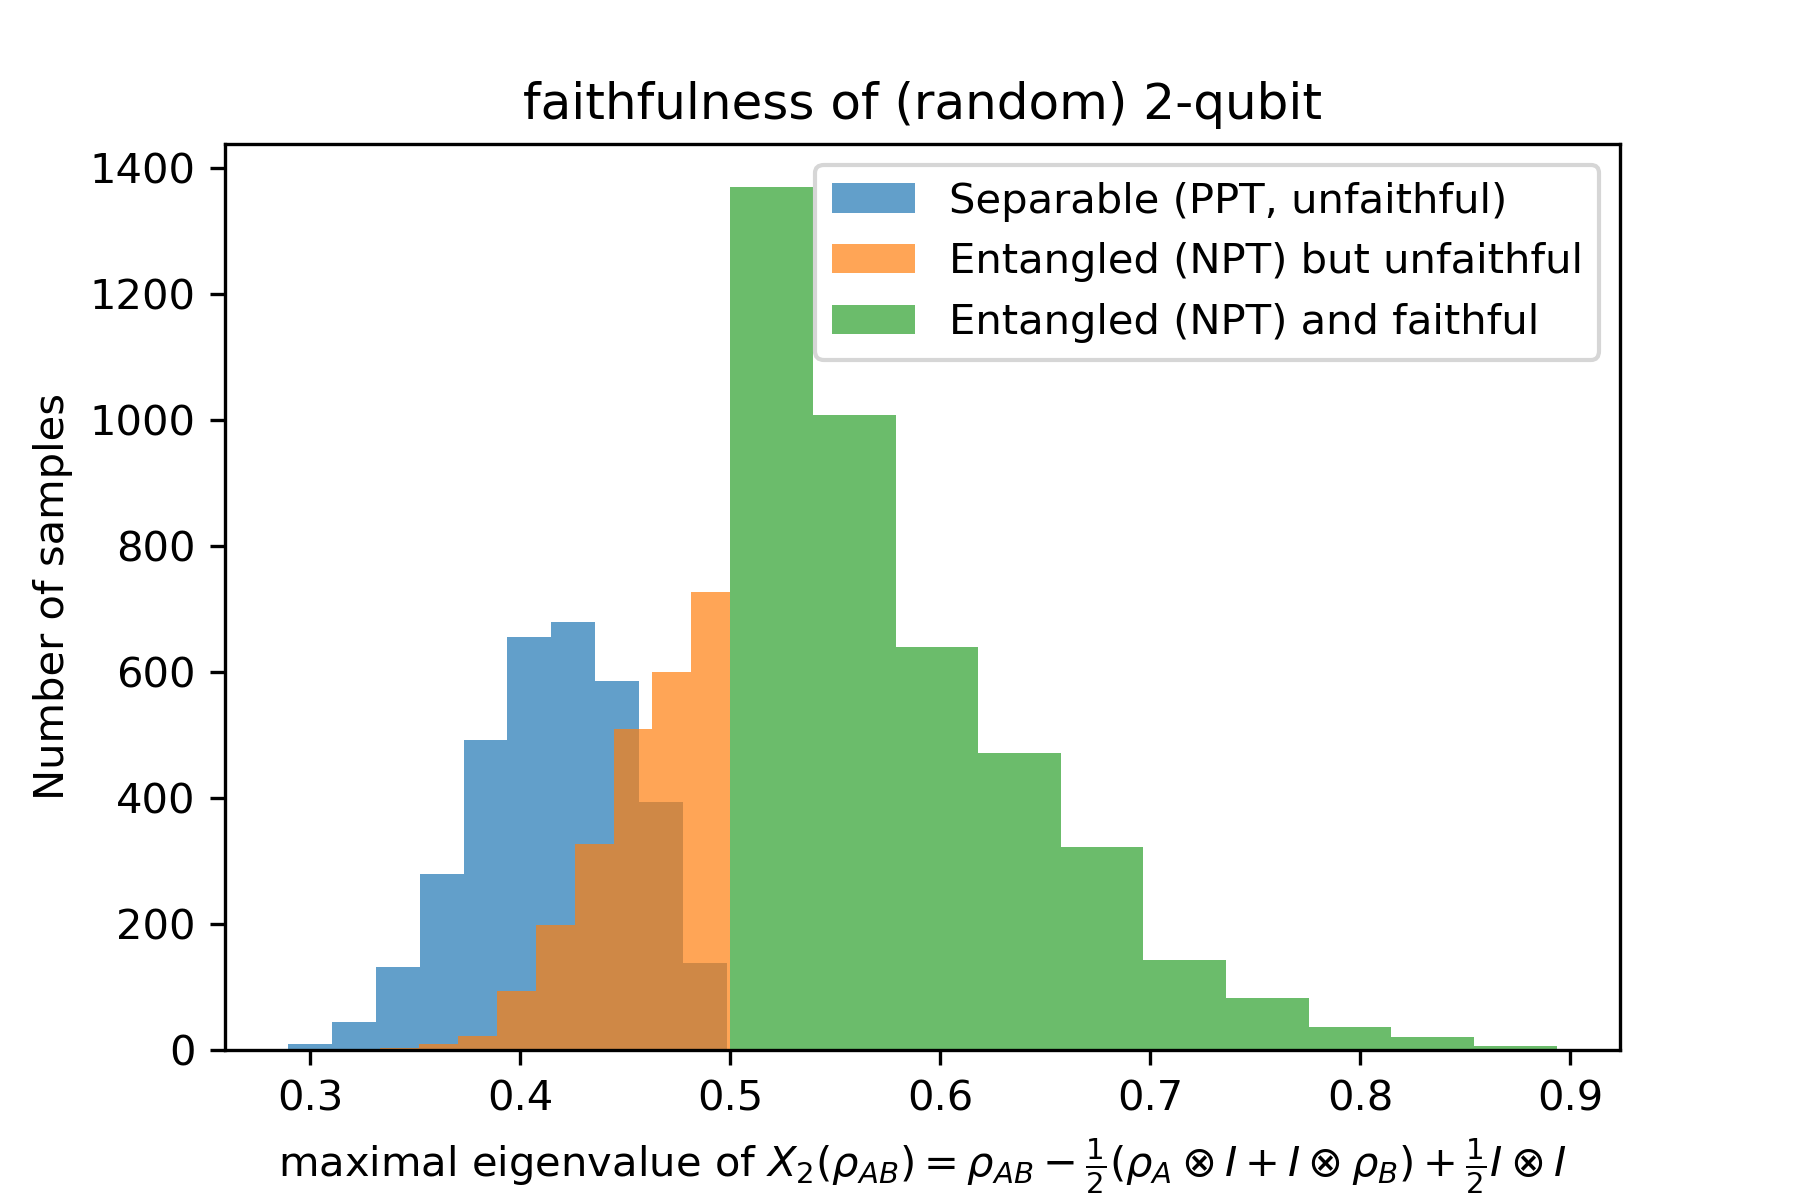 faithfulness of (random) 2-qubit
Number of samples
1400
1200
1000
800
600
400
200
0
Separable (PPT, unfaithful)
Entangled (NPT) but unfaithful
Entangled (NPT) and faithful
0.3 0.4 0.5 0.6 0.7 0.8 0.9
maximal eigenvalue of X₂(ρ_AB) = ρ_AB − ½(ρ_A ⊗ I + I ⊗ ρ_B) + ½I ⊗ I